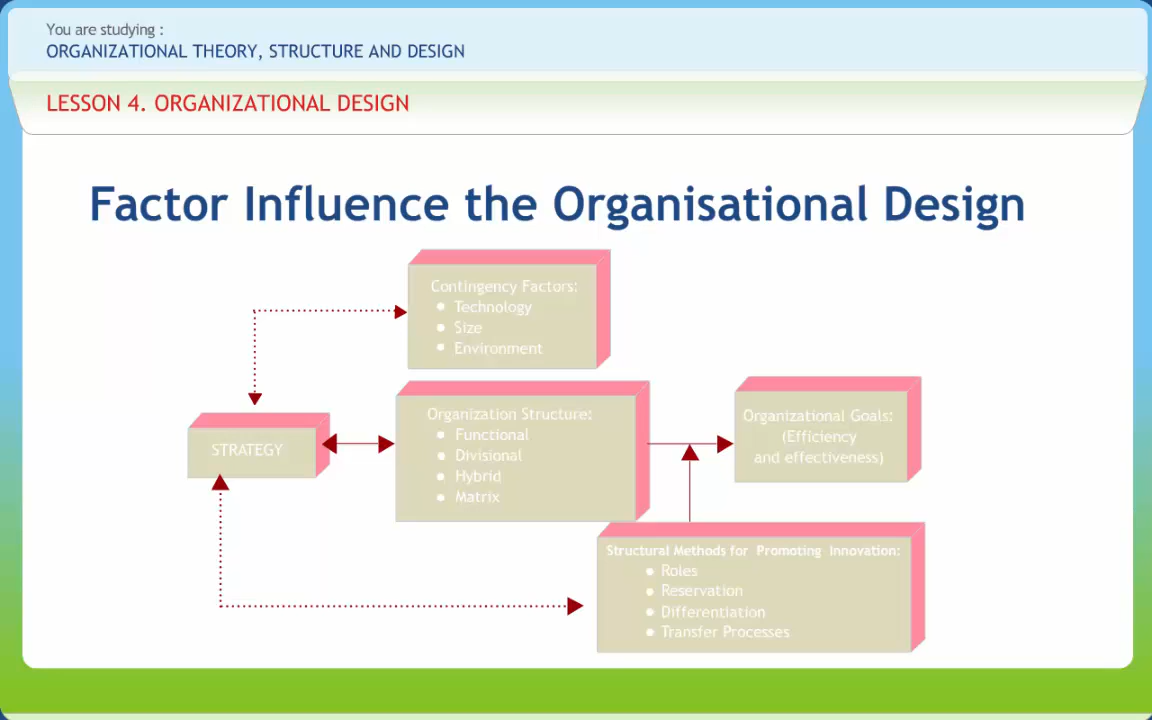 You are studying :
ORGANIZATIONAL THEORY, STRUCTURE AND DESIGN
LESSON 4. ORGANIZATIONAL DESIGN
Factor Influence the Organisational Design
Contingency Factors:
● Technology
● Size
● Environment
STRATEGY
Organization Structure:
● Functional
● Divisional
● Hybrid
● Matrix
Organizational Goals:
(Efficiency
and effectiveness)
Structural Methods for Promoting Innovation:
● Roles
● Reservation
● Differentiation
● Transfer Processes